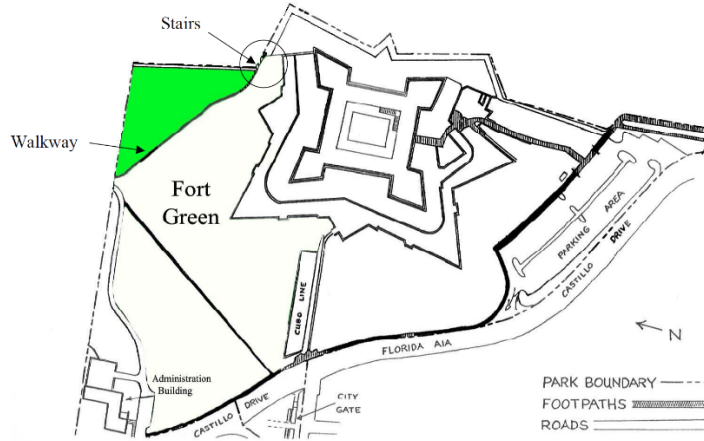 Stairs
Walkway
Fort
Green
CUBO LINE
PARKING AREA
CASTILLO DRIVE
N
FLORIDA A1A
Administration
Building
CASTILLO DRIVE
CITY
GATE
PARK BOUNDARY
FOOTPATHS
ROADS